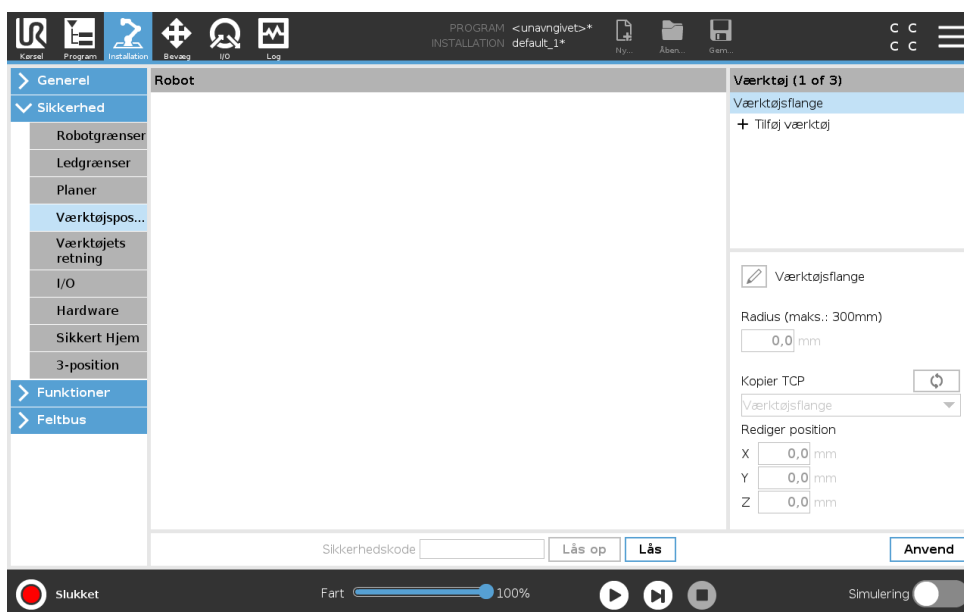 UR
PROGRAM <unavngivet>*
INSTALLATION default_1*
Kørsel Program Installation Bevæg I/O Log
Ny... Åben... Gem...
C C
C C
Generel
Sikkerhed
Robotgrænser
Ledgrænser
Planer
Værktøjspos...
Værktøjets
retning
I/O
Hardware
Sikkert Hjem
3-position
Funktioner
Feltbus
Robot
Værktøj (1 of 3)
Værktøjsflange
+ Tilføj værktøj
Værktøjsflange
Radius (maks.: 300mm)
0,0 mm
Kopier TCP
Værktøjsflange
Rediger position
X 0,0 mm
Y 0,0 mm
Z 0,0 mm
Sikkerhedskode Lås op Lås Anvend
Slukket Fart 100% Simulering